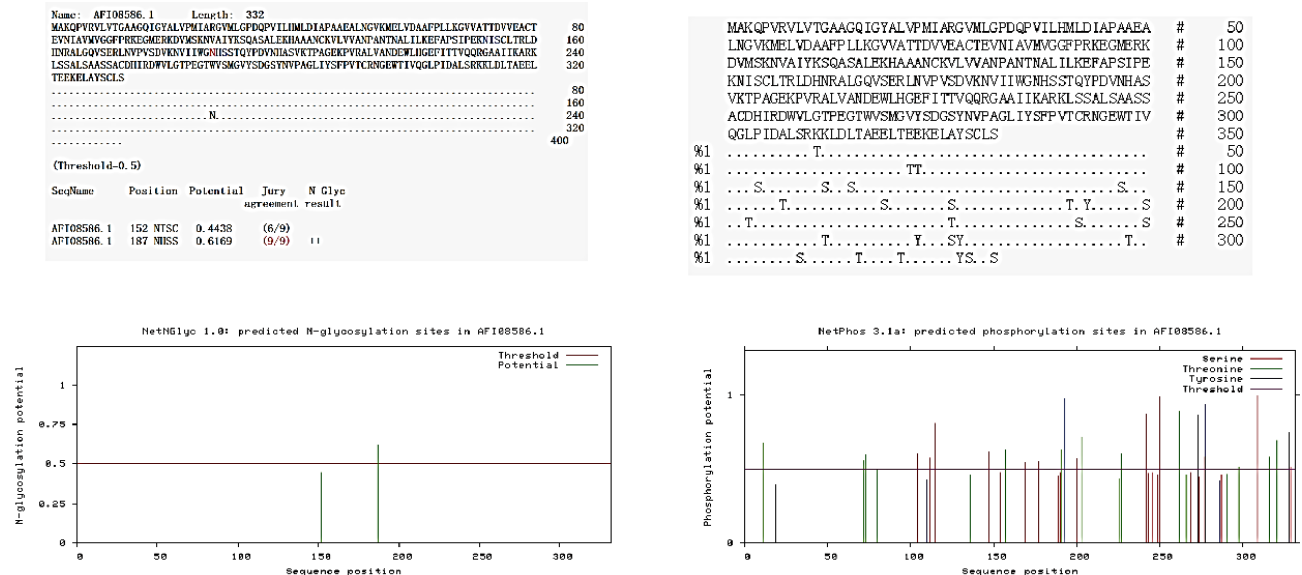 Name: AFI08586.1 Length: 332
MAKQPVRVLVTGAAGQIGYALVPMIARGVMLGPDQPVILHMLDIAPAAEALNGVKMELVDAAFPLLKGVVATTDVVEACT 80
EVNIAVMVGGFPRKEGMERKDVMSKNVAIYKSQASALEKHAAANCKVLVVANPANTNALILKEFAPSIPEKNISCLTRLD 160
HNRALGQVSERLNVPVSDVKNVIIWGNHSSTQYPDVNHASVKTPAGEKPVRALVANDEWLHGEFITTVQQRGAAIIKARK 240
LSSALSAASSACDHIRDWVLGTPEGTWVSMGVYSDGSYNVPAGLIYSFPVTCRNGEWTIVQGLPIDALSRKKLDLTAEEL 320
TEEKELAYSCLS
................................................................................ 80
................................................................................ 160
..........................N..................................................... 240
................................................................................ 320
............ 400
(Threshold=0.5)
SeqName Position Potential Jury N Glyc
agreement result
AFI08586.1 152 NISC 0.4438 (6/9)
AFI08586.1 187 NHSS 0.6169 (9/9) ++
MAKQPVRVLVTGAAGQIGYALVPMIARGVMLGPDQPVILHMLDIAPAAEA # 50
LNGVKMELVDAAFPLLKGVVATTDVVEACTEVNIAVMVGGFPRKEGMERK # 100
DVMSKNVAIYKSQASALEKHAAANCKVLVVANPANTNALILKEFAPSIPE # 150
KNISCLTRLDHNRALGQVSERLNVPVSDVKNVIIWGNHSSTQYPDVNHAS # 200
VKTPAGEKPVRALVANDEWLHGEFITTVQQRGAAIIKARKLSSALSAASS # 250
ACDHIRDWVLGTPEGTWVSMGVYSDGSYNVPAGLIYSFPVTCRNGEWTIV # 300
QGLPIDALSRKKLDLTAEELTEEKELAYSCLS # 350
%1 ..........T....................................... # 50
%1 .....................TT........................... # 100
%1 ...S.......S..S...............................S... # 150
%1 ......T...........S.......S.............T.Y......S # 200
%1 ..T.......................T..............S.......S # 250
%1 ...........T..........Y...SY...................T.. # 300
%1 ........S......T....T......YS..S # 350
NetNGlyc 1.0: predicted N-glycosylation sites in AFI08586.1
Threshold
Potential
N-glycosylation potential
1
0.75
0.5
0.25
0
0 50 100 150 200 250 300
Sequence position
NetPhos 3.1a: predicted phosphorylation sites in AFI08586.1
Serine
Threonine
Tyrosine
Threshold
Phosphorylation potential
1
0
0 50 100 150 200 250 300
Sequence position